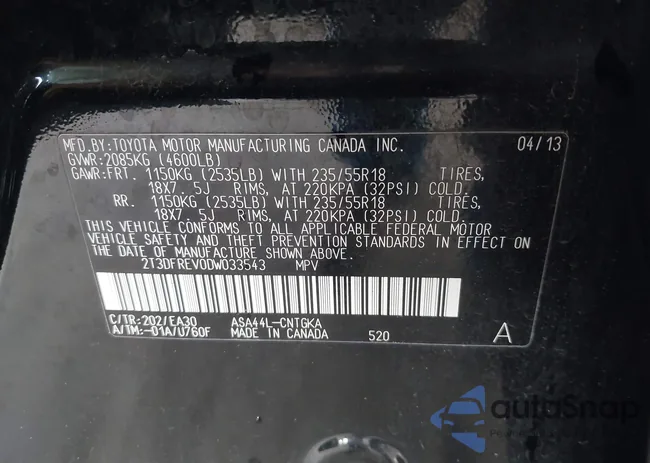 MFD.BY:TOYOTA MOTOR MANUFACTURING CANADA INC. 04/13
GVWR:2085KG (4600LB)
GAWR:FRT. 1150KG (2535LB) WITH 235/55R18 TIRES,
18X7. 5J RIMS, AT 220KPA (32PSI) COLD.
RR. 1150KG (2535LB) WITH 235/55R18 TIRES,
18X7. 5J RIMS, AT 220KPA (32PSI) COLD.
THIS VEHICLE CONFORMS TO ALL APPLICABLE FEDERAL MOTOR
VEHICLE SAFETY AND THEFT PREVENTION STANDARDS IN EFFECT ON
THE DATE OF MANUFACTURE SHOWN ABOVE.
2T3DFREV0DW033543 MPV
C/TR:202/EA30 ASA44L-CNTGKA
A/TM:-01A/U760F MADE IN CANADA 520 A
autoSnap